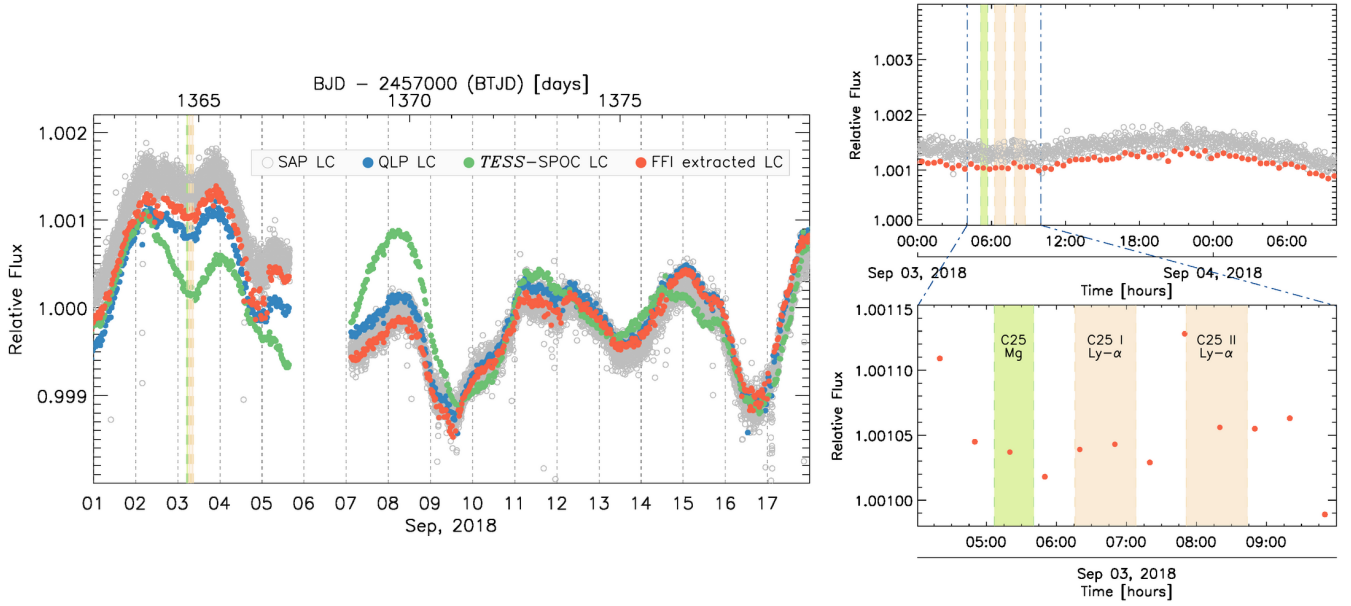 BJD − 2457000 (BTJD) [days]
1365 1370 1375
1.002
1.001
1.000
0.999
Relative Flux
SAP LC QLP LC TESS−SPOC LC FFI extracted LC
01 02 03 04 05 07 08 09 10 11 12 13 14 15 16 17
Sep, 2018
1.003
1.002
1.001
1.000
Relative Flux
00:00 06:00 12:00 18:00 00:00 06:00
Sep 03, 2018 Sep 04, 2018
Time [hours]
1.00115
1.00110
1.00105
1.00100
Relative Flux
C25 C25 I C25 II
Mg Ly−α Ly−α
05:00 06:00 07:00 08:00 09:00
Sep 03, 2018
Time [hours]